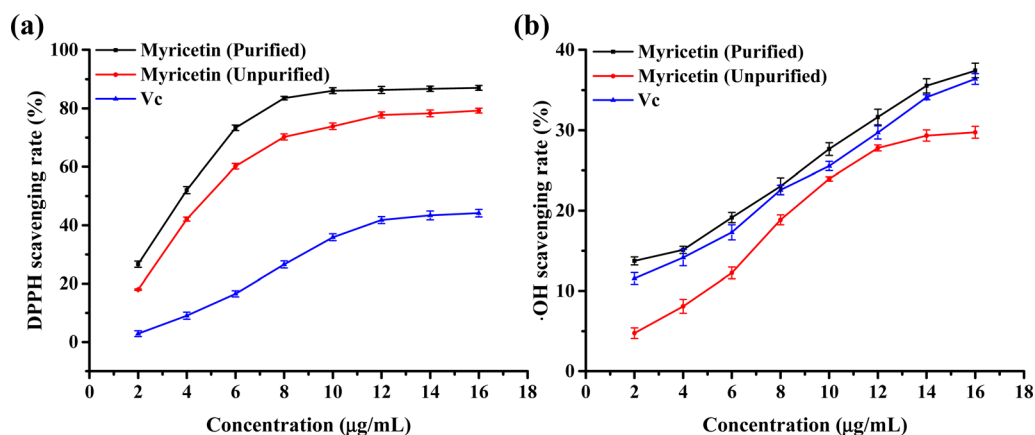 (a)
Myricetin (Purified)
Myricetin (Unpurified)
Vc
DPPH scavenging rate (%)
100
80
60
40
20
0
0 2 4 6 8 10 12 14 16 18
Concentration (μg/mL)
(b)
Myricetin (Purified)
Myricetin (Unpurified)
Vc
·OH scavenging rate (%)
40
30
20
10
0
0 2 4 6 8 10 12 14 16 18
Concentration (μg/mL)